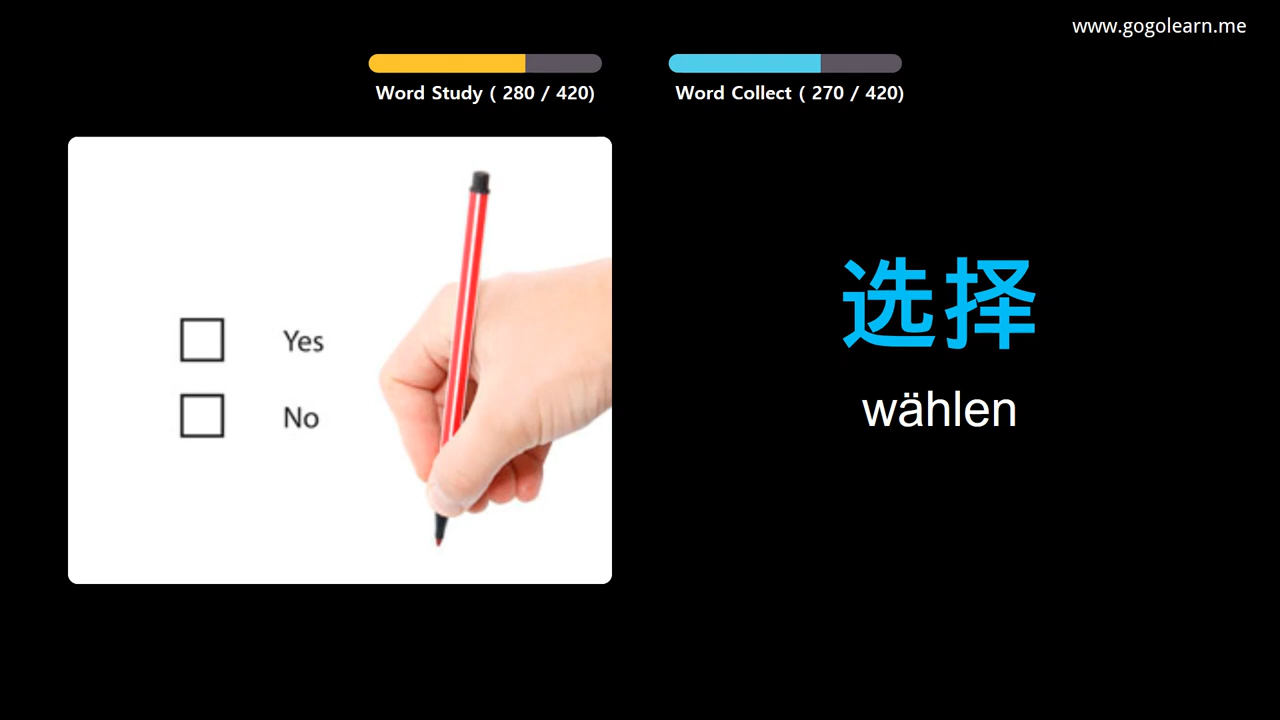 www.gogolearn.me
Word Study ( 280 / 420)
Word Collect ( 270 / 420)
Yes
No
选择
wählen